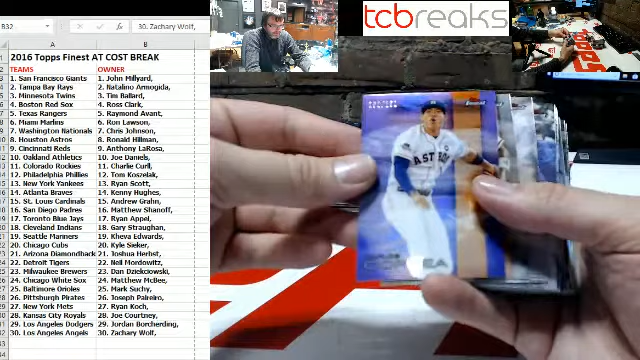 B32
30. Zachary Wolf,
A B
2016 Topps Finest AT COST BREAK
TEAMS OWNER
1. San Francisco Giants 1. John Millyard,
2. Tampa Bay Rays 2. Natalino Armogida,
3. Minnesota Twins 3. Tim Ballard,
4. Boston Red Sox 4. Ross Clark,
5. Texas Rangers 5. Raymond Avant,
6. Miami Marlins 6. Ron Lawson,
7. Washington Nationals 7. Chris Johnson,
8. Houston Astros 8. Ronald Hillman,
9. Cincinnati Reds 9. Anthony LaRosa,
10. Oakland Athletics 10. Joe Daniels,
11. Colorado Rockies 11. Charlie Curll,
12. Philadelphia Phillies 12. Tom Koszelak,
13. New York Yankees 13. Ryan Scott,
14. Atlanta Braves 14. Kenny Hughes,
15. St. Louis Cardinals 15. Andrew Grahn,
16. San Diego Padres 16. Matthew Shanoff,
17. Toronto Blue Jays 17. Ryan Appel,
18. Cleveland Indians 18. Gary Straughan,
19. Seattle Mariners 19. Kheva Edwards,
20. Chicago Cubs 20. Kyle Sieker,
21. Arizona Diamondback 21. Joshua Herbst,
22. Detroit Tigers 22. Neil Mordowitz,
23. Milwaukee Brewers 23. Dan Dziekciowski,
24. Chicago White Sox 24. Matthew McBee,
25. Baltimore Orioles 25. Mark Suchy,
26. Pittsburgh Pirates 26. Joseph Palreiro,
27. New York Mets 27. Ryan Koch,
28. Kansas City Royals 28. Joe Courtney,
29. Los Angeles Dodgers 29. Jordan Borcherding,
30. Los Angeles Angels 30. Zachary Wolf,
tcbreaks
ASTROS